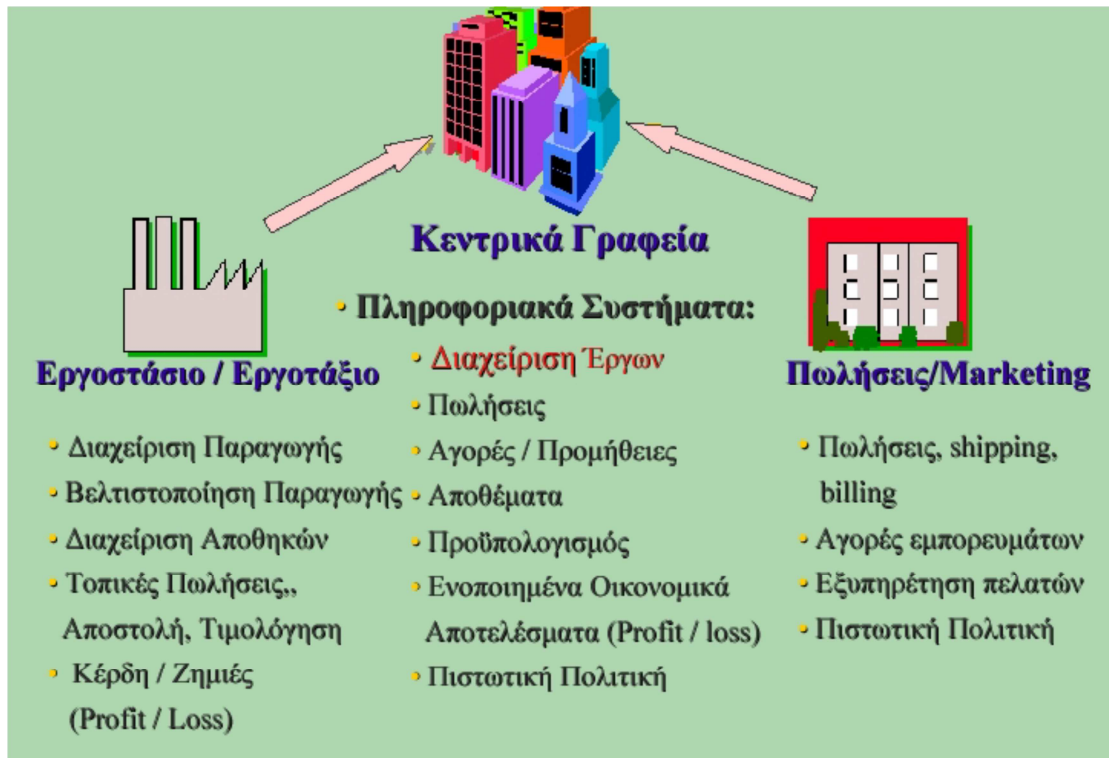 Κεντρικά Γραφεία
• Πληροφοριακά Συστήματα:
• Διαχείριση Έργων
• Πωλήσεις
• Αγορές / Προμήθειες
• Αποθέματα
• Προϋπολογισμός
• Ενοποιημένα Οικονομικά
Αποτελέσματα (Profit / loss)
• Πιστωτική Πολιτική
Εργοστάσιο / Εργοτάξιο
• Διαχείριση Παραγωγής
• Βελτιστοποίηση Παραγωγής
• Διαχείριση Αποθηκών
• Τοπικές Πωλήσεις,,
Αποστολή, Τιμολόγηση
• Κέρδη / Ζημιές
(Profit / Loss)
Πωλήσεις/Marketing
• Πωλήσεις, shipping,
billing
• Αγορές εμπορευμάτων
• Εξυπηρέτηση πελατών
• Πιστωτική Πολιτική